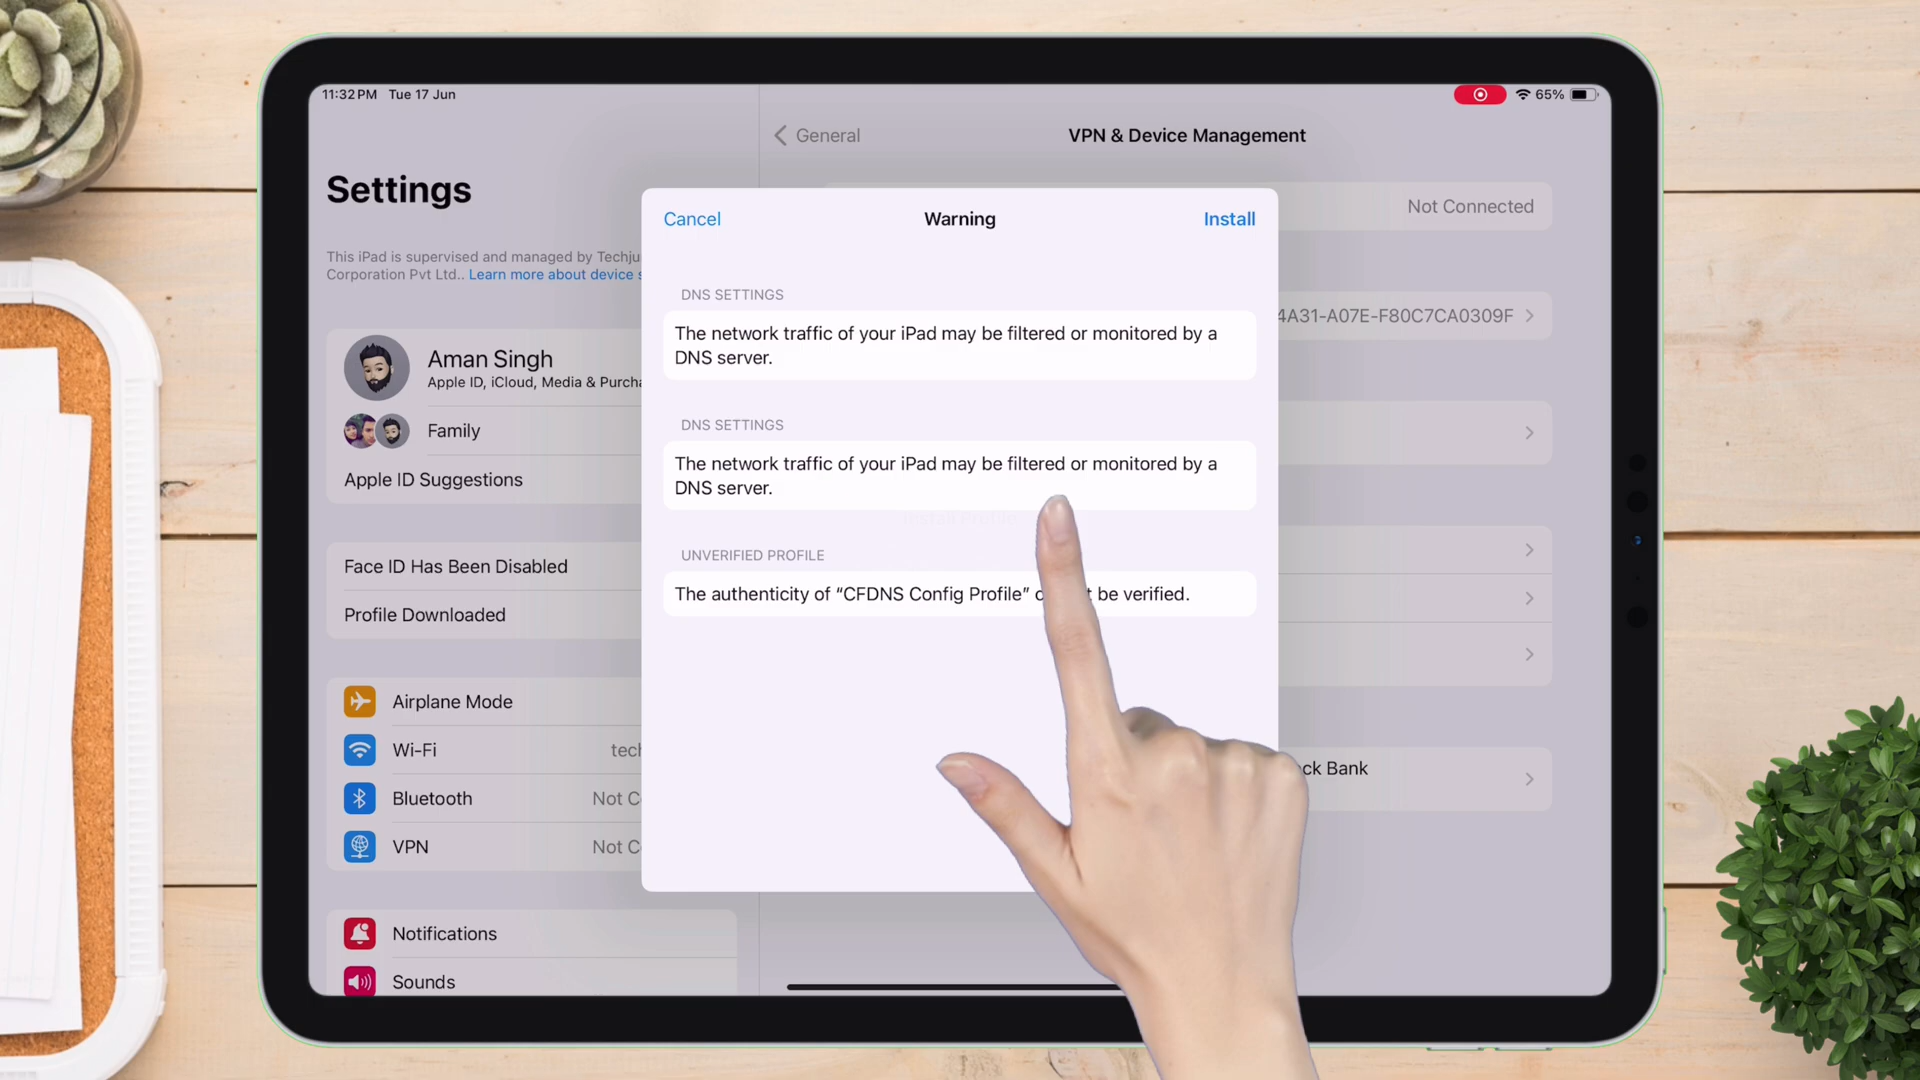 11:32 PM Tue 17 Jun
65%
General
VPN & Device Management
Settings
Not Connected
Cancel
Warning
Install
This iPad is supervised and managed by Techju
Corporation Pvt Ltd.. Learn more about device s
DNS SETTINGS
The network traffic of your iPad may be filtered or monitored by a
DNS server.
4A31-A07E-F80C7CA0309F
Aman Singh
Apple ID, iCloud, Media & Purcha
Family
Apple ID Suggestions
DNS SETTINGS
The network traffic of your iPad may be filtered or monitored by a
DNS server.
UNVERIFIED PROFILE
The authenticity of “CFDNS Config Profile” be verified.
Face ID Has Been Disabled
Profile Downloaded
Airplane Mode
Wi-Fi tech
Bluetooth Not C
VPN Not C
ck Bank
Notifications
Sounds